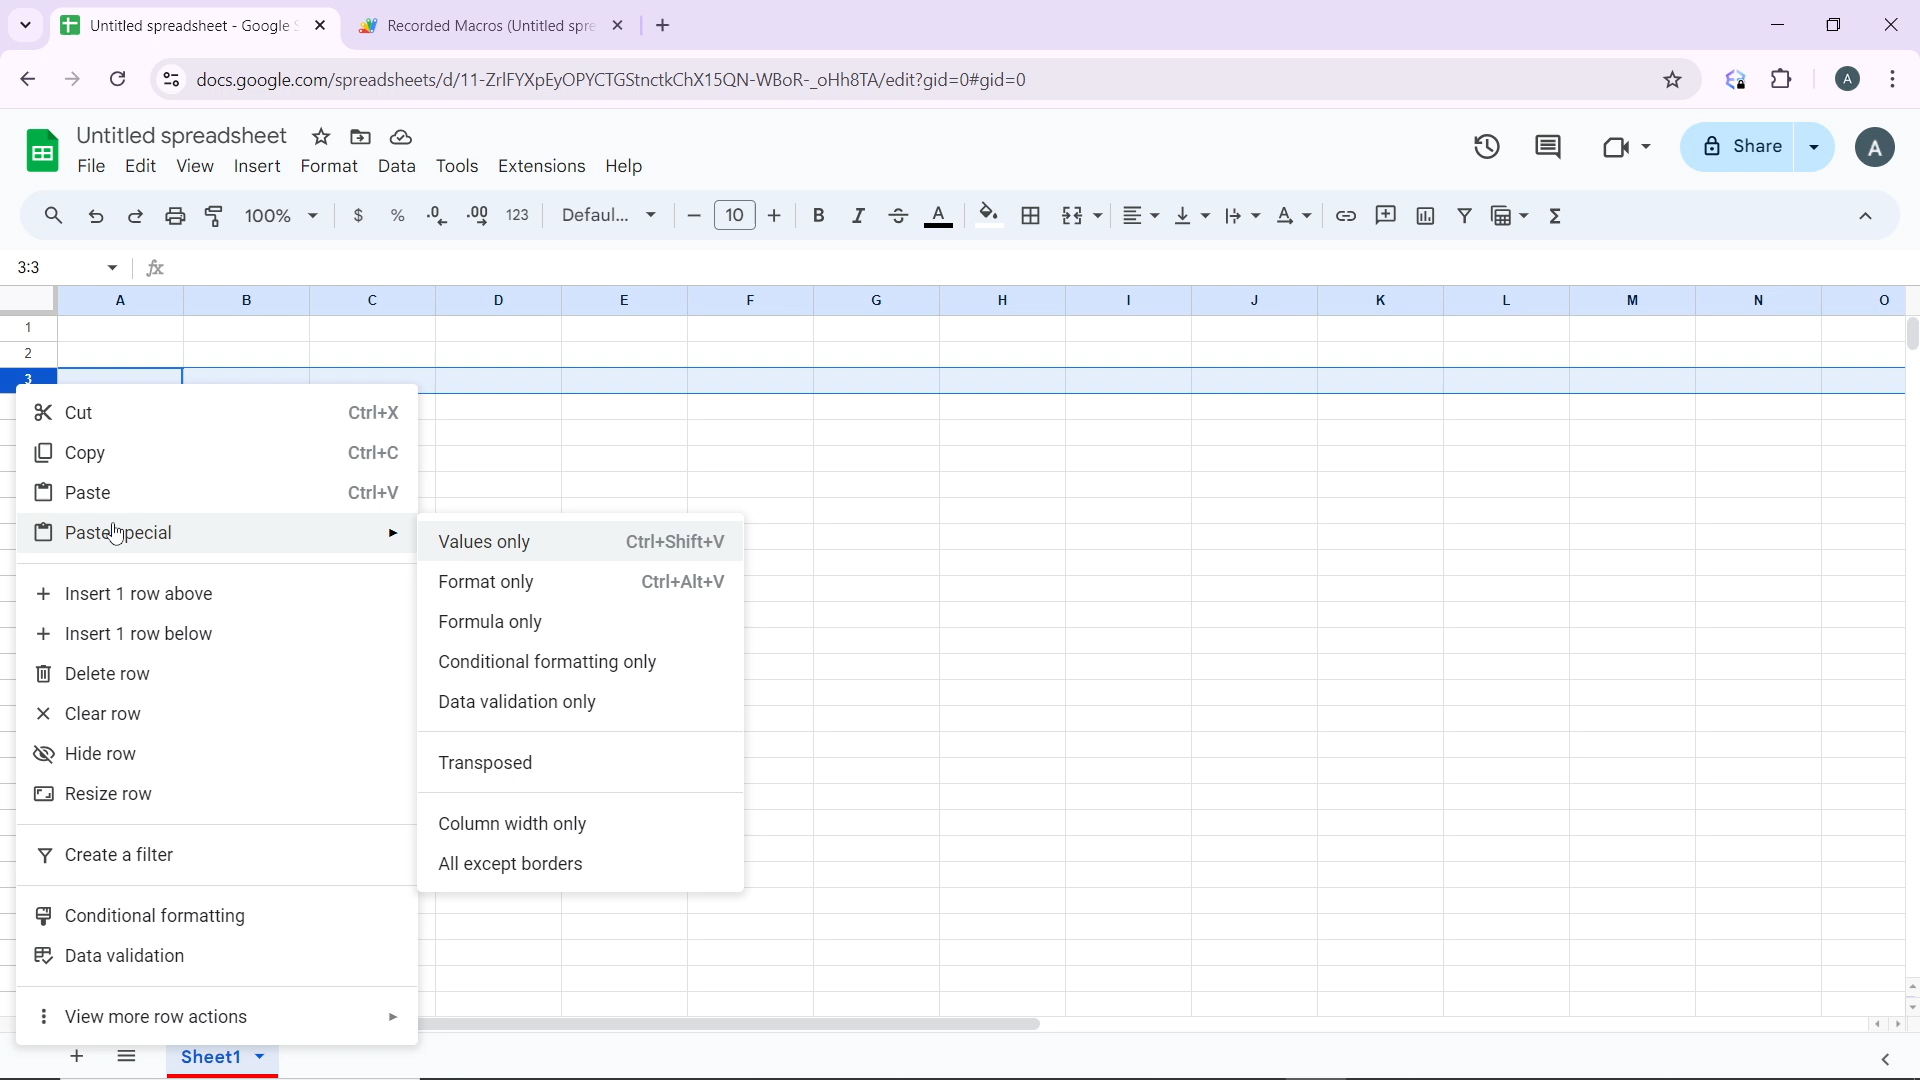 Untitled spreadsheet - Google S
Recorded Macros (Untitled spre
docs.google.com/spreadsheets/d/11-ZrlFYXpEyOPYCTGStnctkChX15QN-WBoR-_oHh8TA/edit?gid=0#gid=0
A
Untitled spreadsheet
File Edit View Insert Format Data Tools Extensions Help
Share
A
100% $ % .0 .00 123 Defaul... 10 B I A
3:3 fx
A B C D E F G H I J K L M N O
1
2
3
Cut Ctrl+X
Copy Ctrl+C
Paste Ctrl+V
Paste special
Insert 1 row above
Insert 1 row below
Delete row
Clear row
Hide row
Resize row
Create a filter
Conditional formatting
Data validation
View more row actions
Values only Ctrl+Shift+V
Format only Ctrl+Alt+V
Formula only
Conditional formatting only
Data validation only
Transposed
Column width only
All except borders
Sheet1